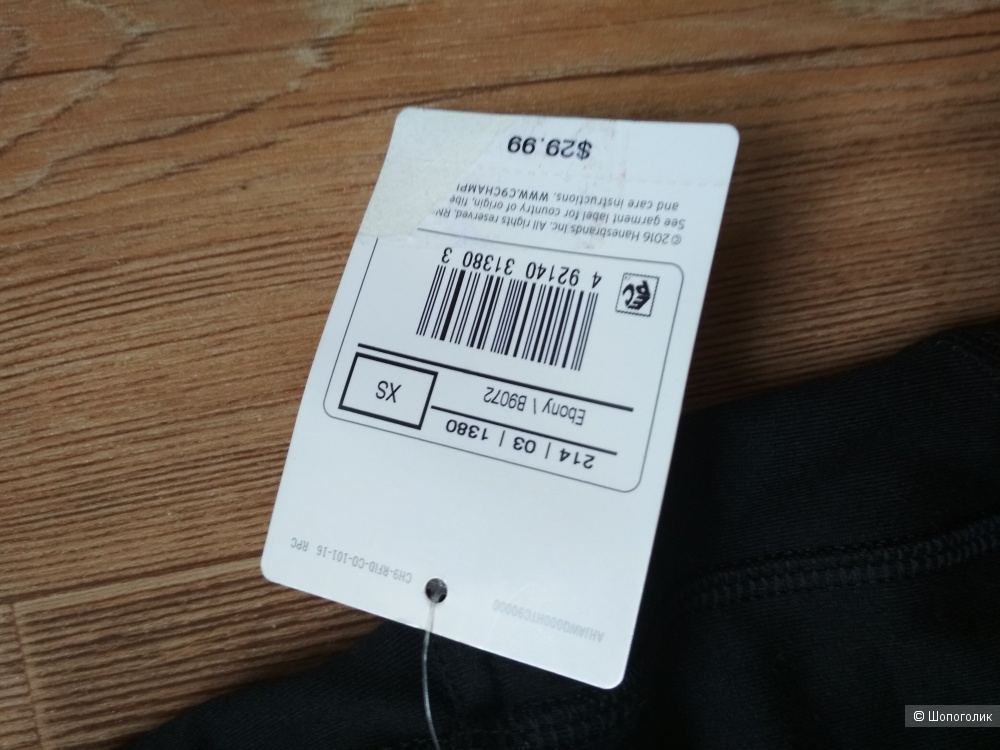 CH9-RFID-CO-101-16 RPC
214 | 03 | 1380
Ebony \ B9072
XS
4 92140 31380 3
© 2016 Hanesbrands Inc. All rights reserved. RN
See garment label for country of origin, fibe
and care instructions. WWW.C9CHAMPI
$29.99
© Шопоголик